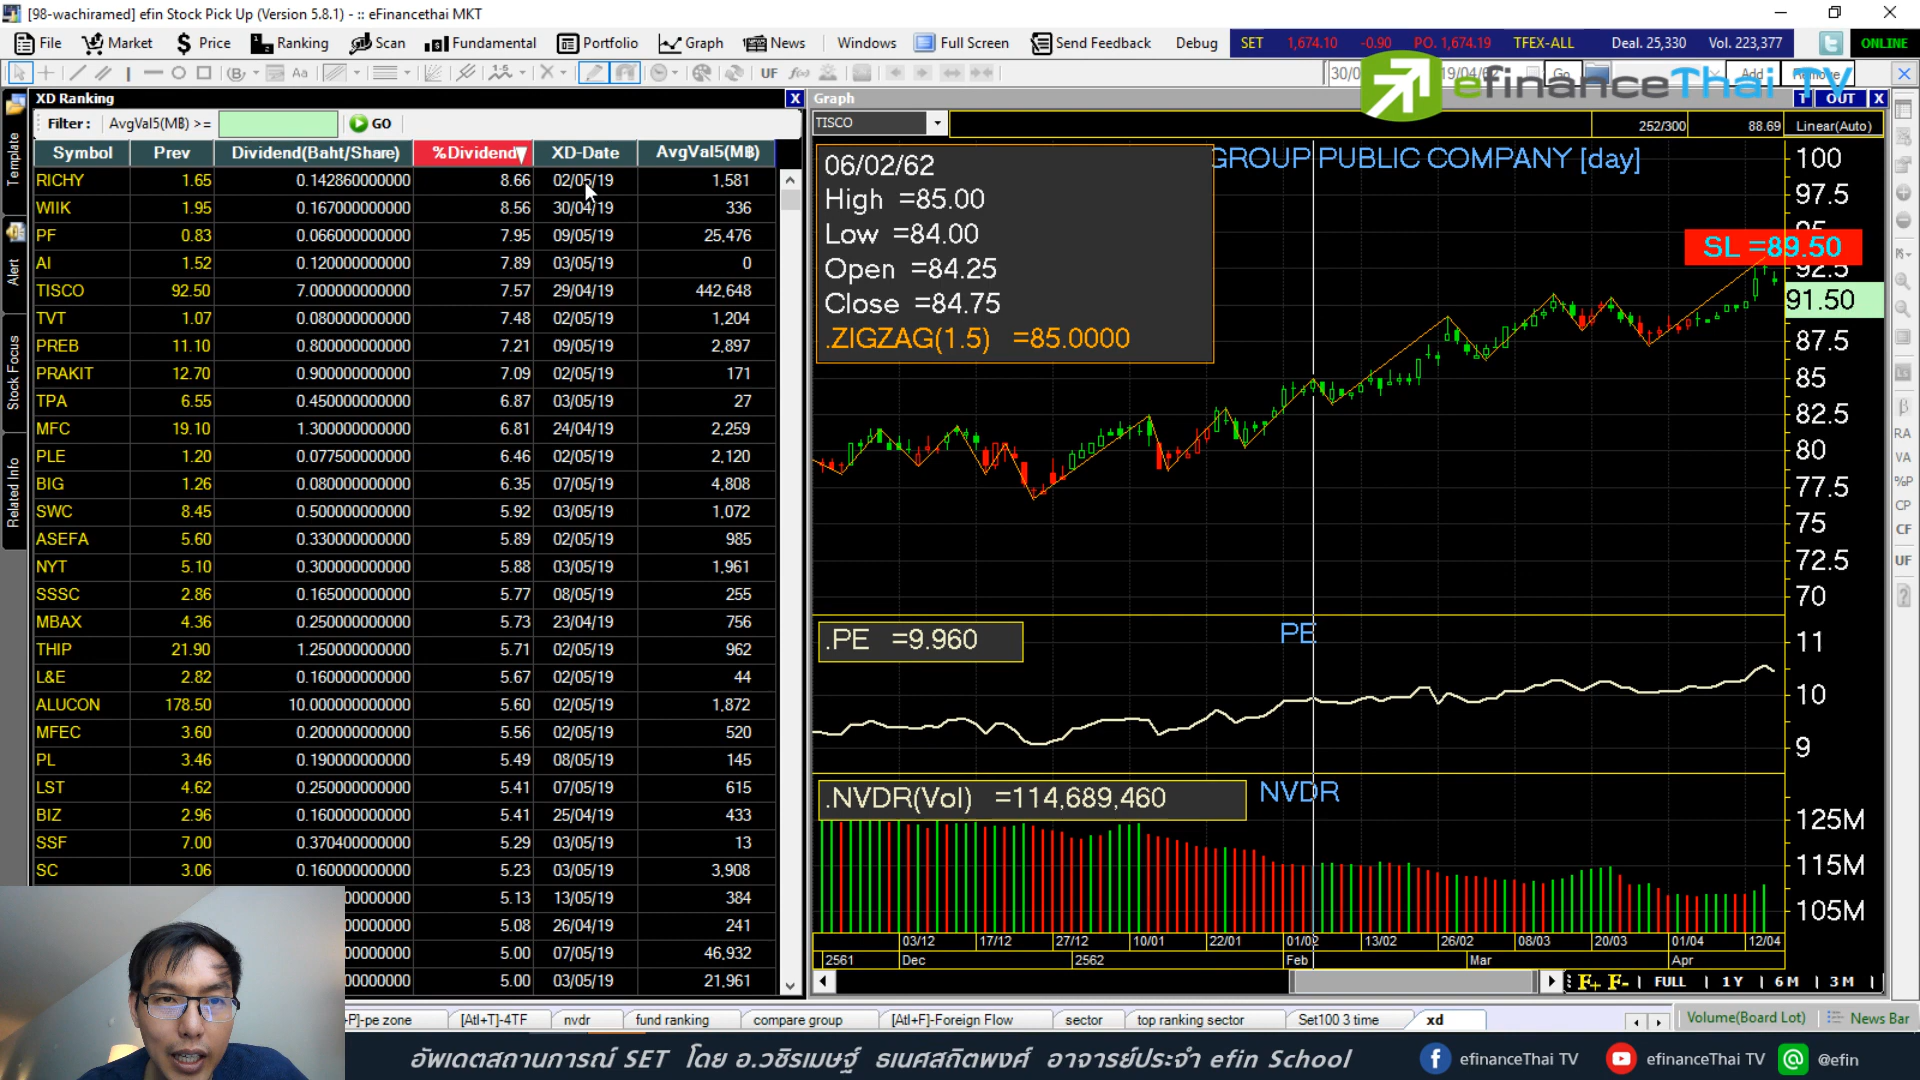 [98-wachiramed] efin Stock Pick Up (Version 5.8.1) - :: eFinancethai MKT
File Market Price Ranking Scan Fundamental Portfolio Graph News Windows Full Screen Send Feedback Debug SET 1,674.10 -0.90 PO. 1,674.19 TFEX-ALL Deal. 25,330 Vol. 223,377 ONLINE
UF
19/04/62 Go Add
efinanceThai TV
XD Ranking
Filter : AvgVal5(M฿) >= GO
Symbol Prev Dividend(Baht/Share) %Dividend XD-Date AvgVal5(M฿)
RICHY 1.65 0.142860000000 8.66 02/05/19 1,581
WIIK 1.95 0.167000000000 8.56 30/04/19 336
PF 0.83 0.066000000000 7.95 09/05/19 25,476
AI 1.52 0.120000000000 7.89 03/05/19 0
TISCO 92.50 7.000000000000 7.57 29/04/19 442,648
TVT 1.07 0.080000000000 7.48 02/05/19 1,204
PREB 11.10 0.800000000000 7.21 09/05/19 2,897
PRAKIT 12.70 0.900000000000 7.09 02/05/19 171
TPA 6.55 0.450000000000 6.87 03/05/19 27
MFC 19.10 1.300000000000 6.81 24/04/19 2,259
PLE 1.20 0.077500000000 6.46 02/05/19 2,120
BIG 1.26 0.080000000000 6.35 07/05/19 4,808
SWC 8.45 0.500000000000 5.92 03/05/19 1,072
ASEFA 5.60 0.330000000000 5.89 02/05/19 985
NYT 5.10 0.300000000000 5.88 03/05/19 1,961
SSSC 2.86 0.165000000000 5.77 08/05/19 255
MBAX 4.36 0.250000000000 5.73 23/04/19 756
THIP 21.90 1.250000000000 5.71 02/05/19 962
L&E 2.82 0.160000000000 5.67 02/05/19 44
ALUCON 178.50 10.000000000000 5.60 02/05/19 1,872
MFEC 3.60 0.200000000000 5.56 02/05/19 520
PL 3.46 0.190000000000 5.49 08/05/19 145
LST 4.62 0.250000000000 5.41 07/05/19 615
BIZ 2.96 0.160000000000 5.41 25/04/19 433
SSF 7.00 0.370400000000 5.29 03/05/19 13
SC 3.06 0.160000000000 5.23 03/05/19 3,908
5.13 13/05/19 384
5.08 26/04/19 241
5.00 07/05/19 46,932
5.00 03/05/19 21,961
Template
Alert
Stock Focus
Related Info
Graph T OUT X
TISCO 252/300 88.69 Linear(Auto)
GROUP PUBLIC COMPANY [day]
06/02/62
High =85.00
Low =84.00
Open =84.25
Close =84.75
.ZIGZAG(1.5) =85.0000
SL =89.50
100
97.5
95
92.5
91.50
87.5
85
82.5
80
77.5
75
72.5
70
.PE =9.960 PE
11
10
9
.NVDR(Vol) =114,689,460 NVDR
125M
115M
105M
03/12 17/12 27/12 10/01 22/01 01/02 13/02 26/02 08/03 20/03 01/04 12/04
2561 Dec 2562 Feb Mar Apr
F+ F- FULL 1Y 6M 3M
RA
VA
%P
CP
CF
UF
+P]-pe zone [Atl+T]-4TF nvdr fund ranking compare group [Atl+F]-Foreign Flow sector top ranking sector Set100 3 time xd Volume(Board Lot) News Bar
อัพเดตสถานการณ์ SET โดย อ.วชิรเมษฐ์ ธเนศสถิตพงศ์ อาจารย์ประจำ efin School efinanceThai TV efinanceThai TV @efin